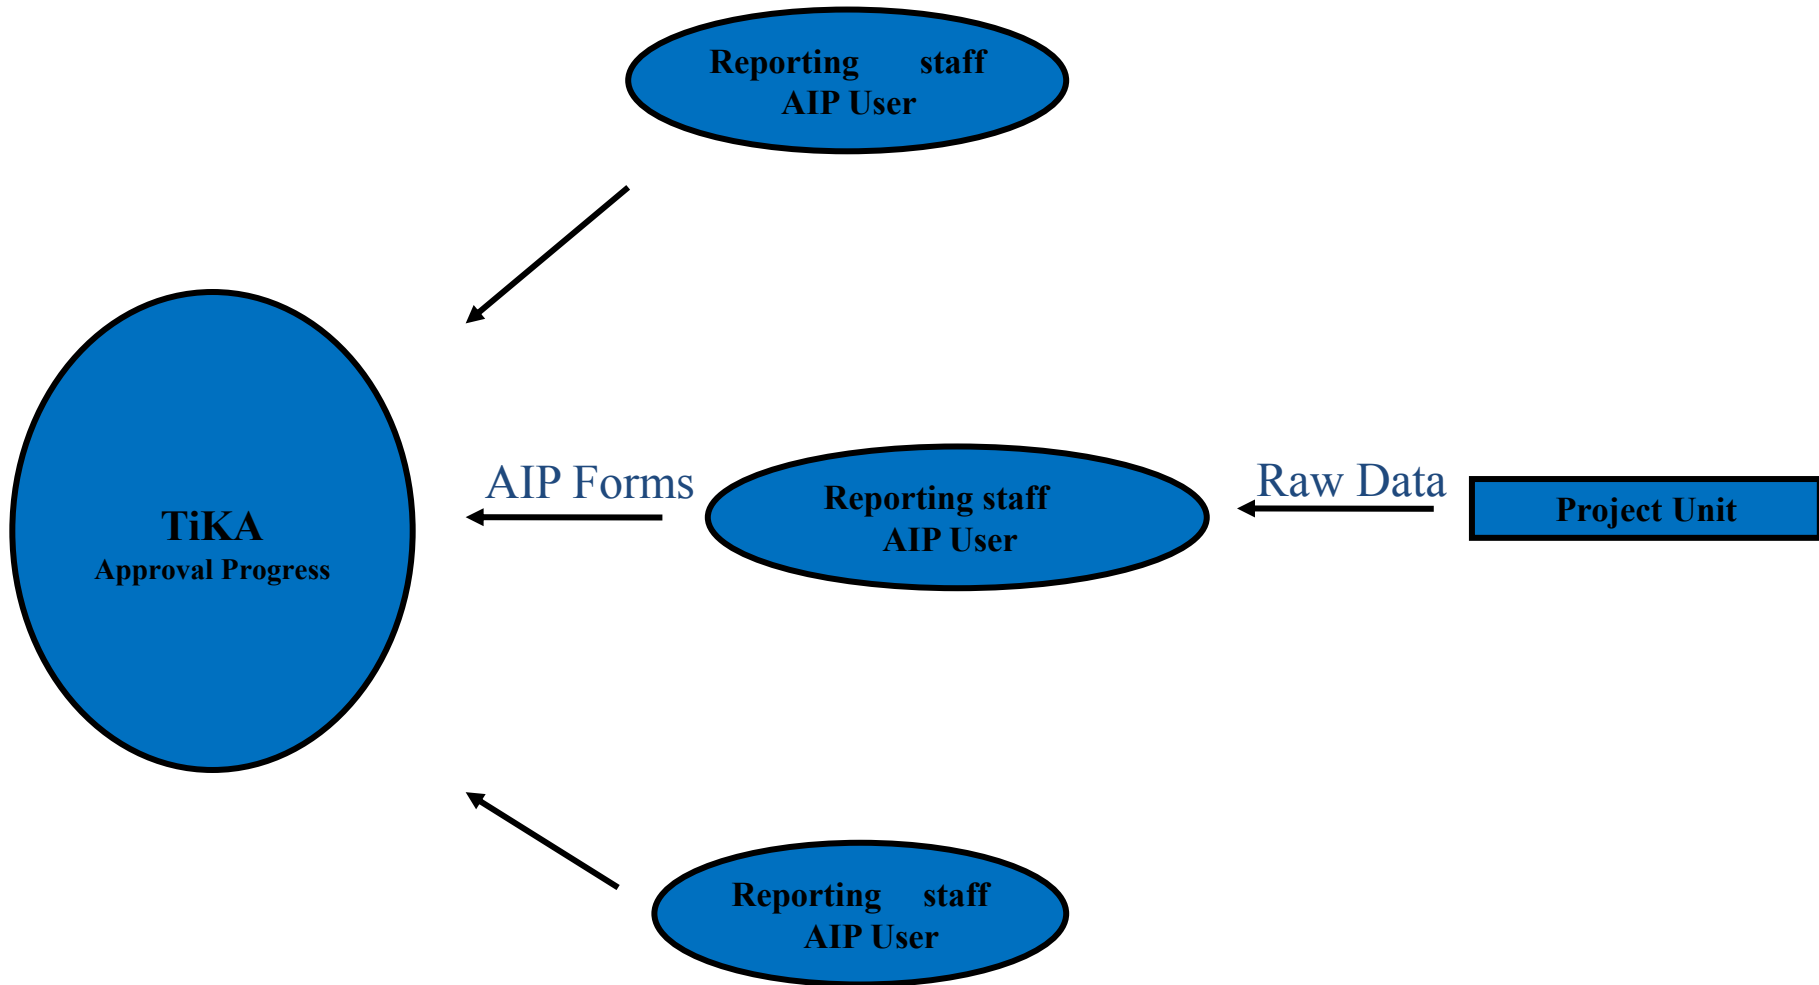 Reporting staff
AIP User
AIP Forms
Raw Data
Reporting staff
AIP User
Project Unit
TiKA
Approval Progress
Reporting staff
AIP User